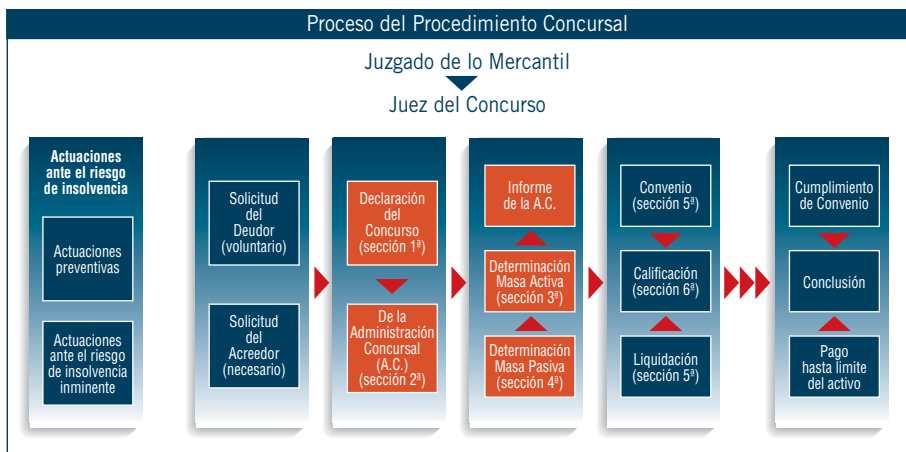 Proceso del Procedimiento Concursal
Juzgado de lo Mercantil
Juez del Concurso
Actuaciones
ante el riesgo
de insolvencia
Actuaciones
preventivas
Actuaciones
ante el riesgo
de insolvencia
inminente
Solicitud
del
Deudor
(voluntario)
Solicitud
del
Acreedor
(necesario)
Declaración
del
Concurso
(sección 1ª)
De la
Administración
Concursal
(A.C.)
(sección 2ª)
Informe
de la A.C.
Determinación
Masa Activa
(sección 3ª)
Determinación
Masa Pasiva
(sección 4ª)
Convenio
(sección 5ª)
Calificación
(sección 6ª)
Liquidación
(sección 5ª)
Cumplimiento
de Convenio
Conclusión
Pago
hasta limite
del activo